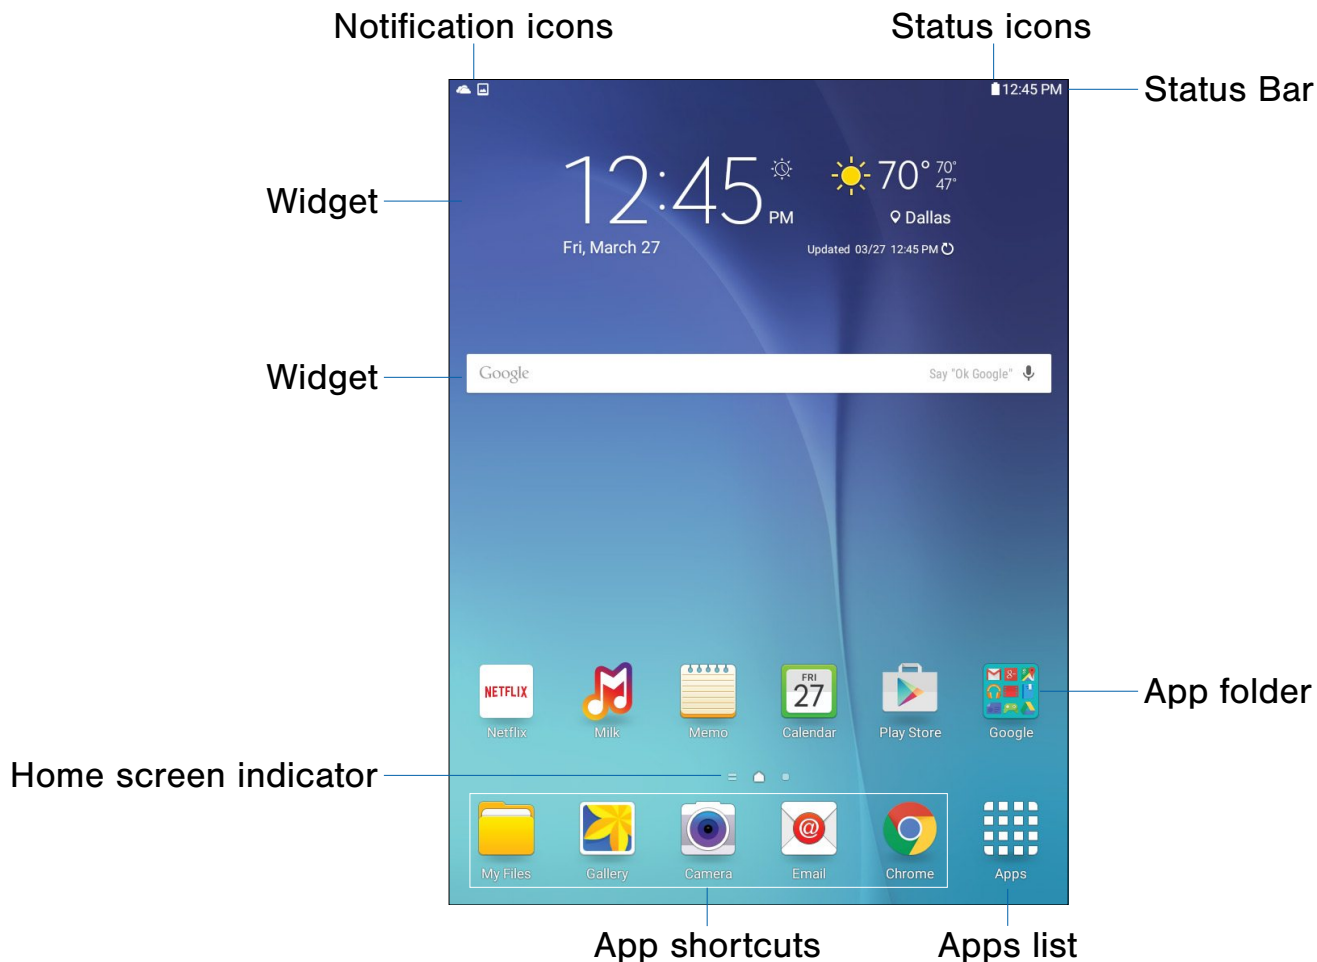 Notification icons
Status icons
12:45 PM
Status Bar
12:45 PM
70° 70° 47°
Widget
Dallas
Fri, March 27
Updated 03/27 12:45 PM
Widget
Google
Say "Ok Google"
NETFLIX
FRI
27
App folder
Netflix
Milk
Memo
Calendar
Play Store
Google
Home screen indicator
My Files
Gallery
Camera
Email
Chrome
Apps
App shortcuts
Apps list